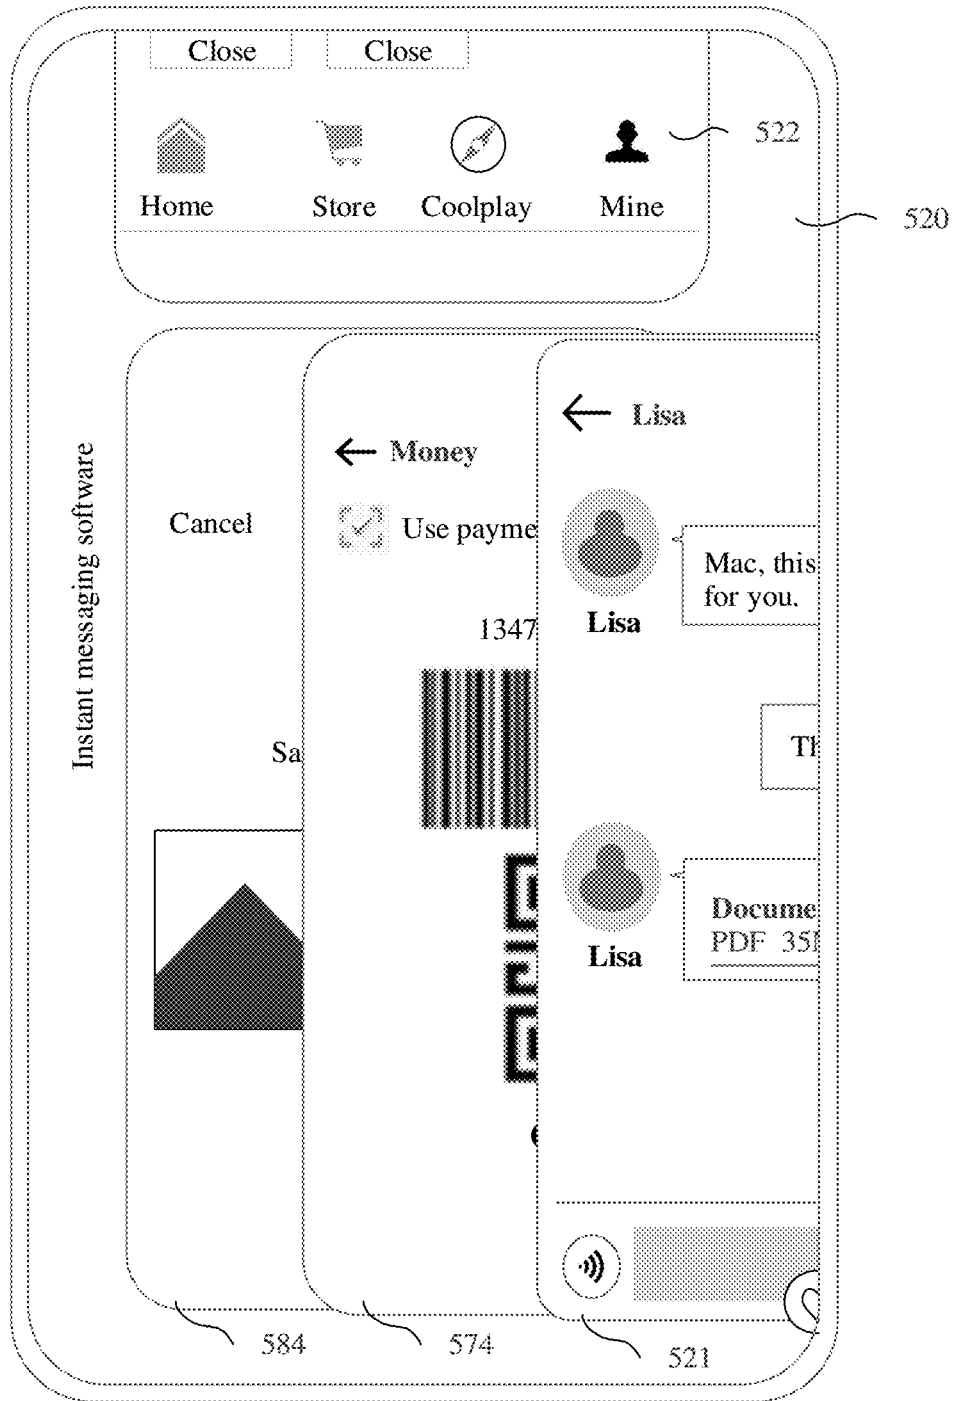 Close Close
Home Store Coolplay Mine
522
520
Instant messaging software
Cancel
Sa
584
Money
Use payme
1347
574
Lisa
Mac, this
for you.
Lisa
Docume
PDF 35
Lisa
521